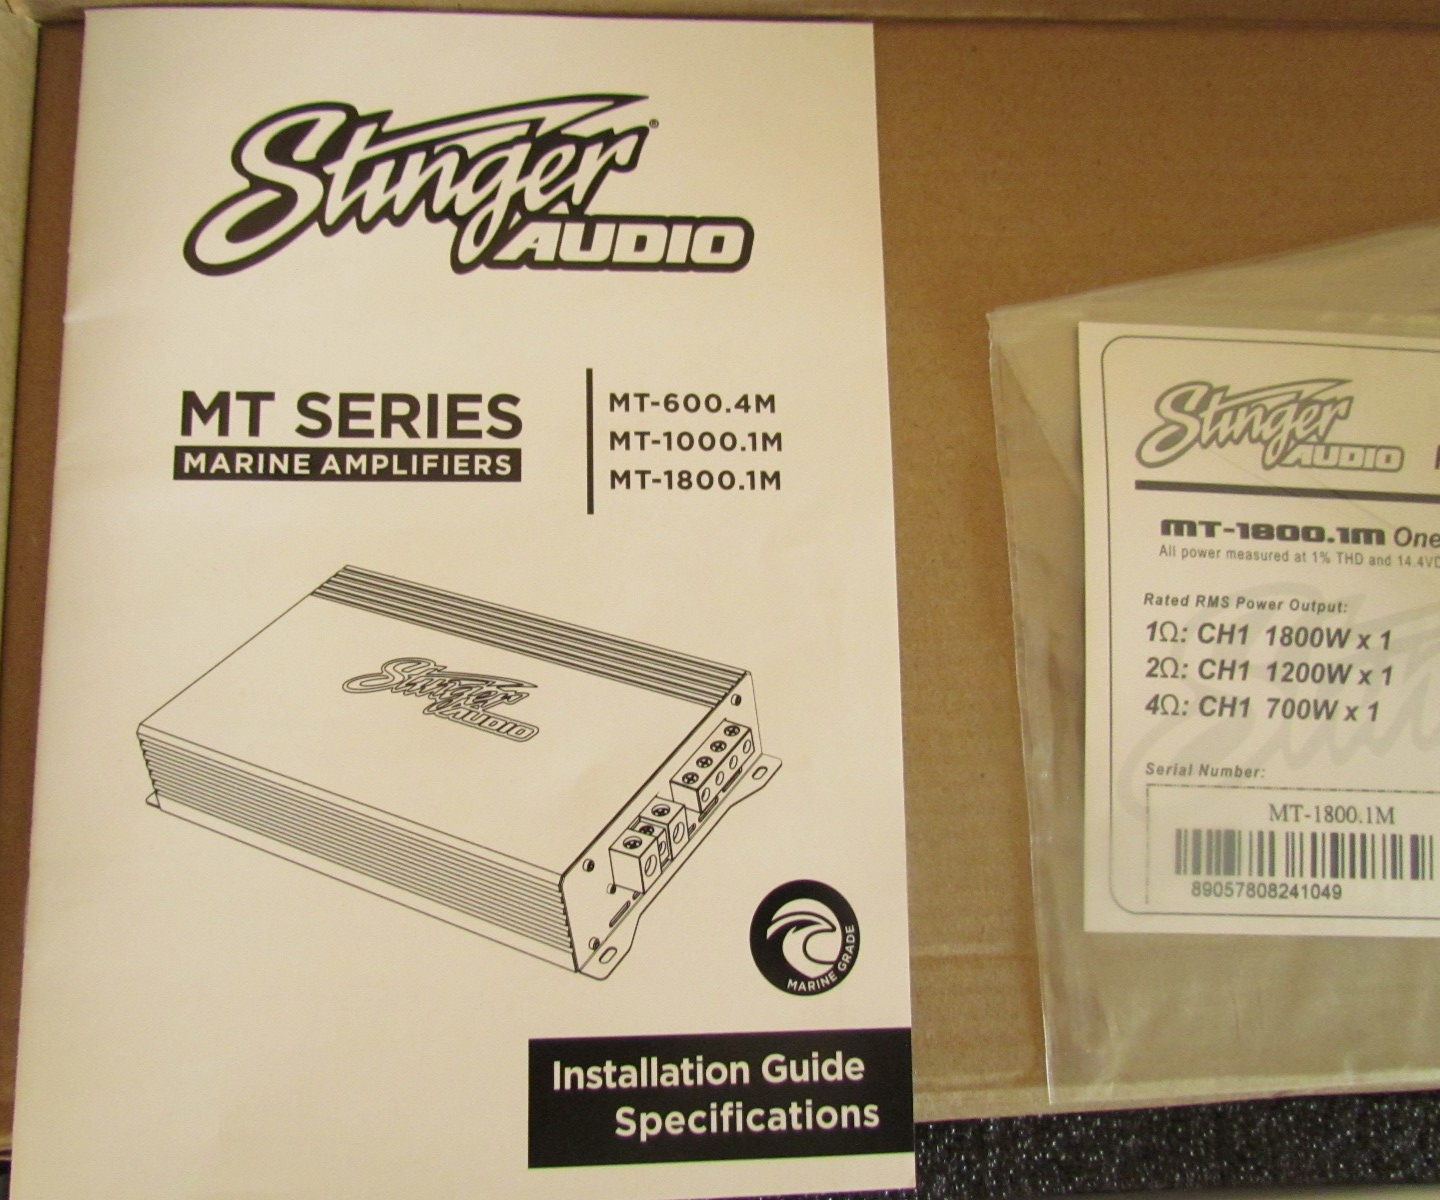 Stinger®
AUDIO
MT SERIES
MARINE AMPLIFIERS
MT-600.4M
MT-1000.1M
MT-1800.1M
Stinger
AUDIO
MARINE GRADE
Installation Guide
Specifications
Stinger
AUDIO
MT-1800.1M One
All power measured at 1% THD and 14.4VD
Rated RMS Power Output:
1Ω: CH1 1800W x 1
2Ω: CH1 1200W x 1
4Ω: CH1 700W x 1
Serial Number:
MT-1800.1M
89057808241049